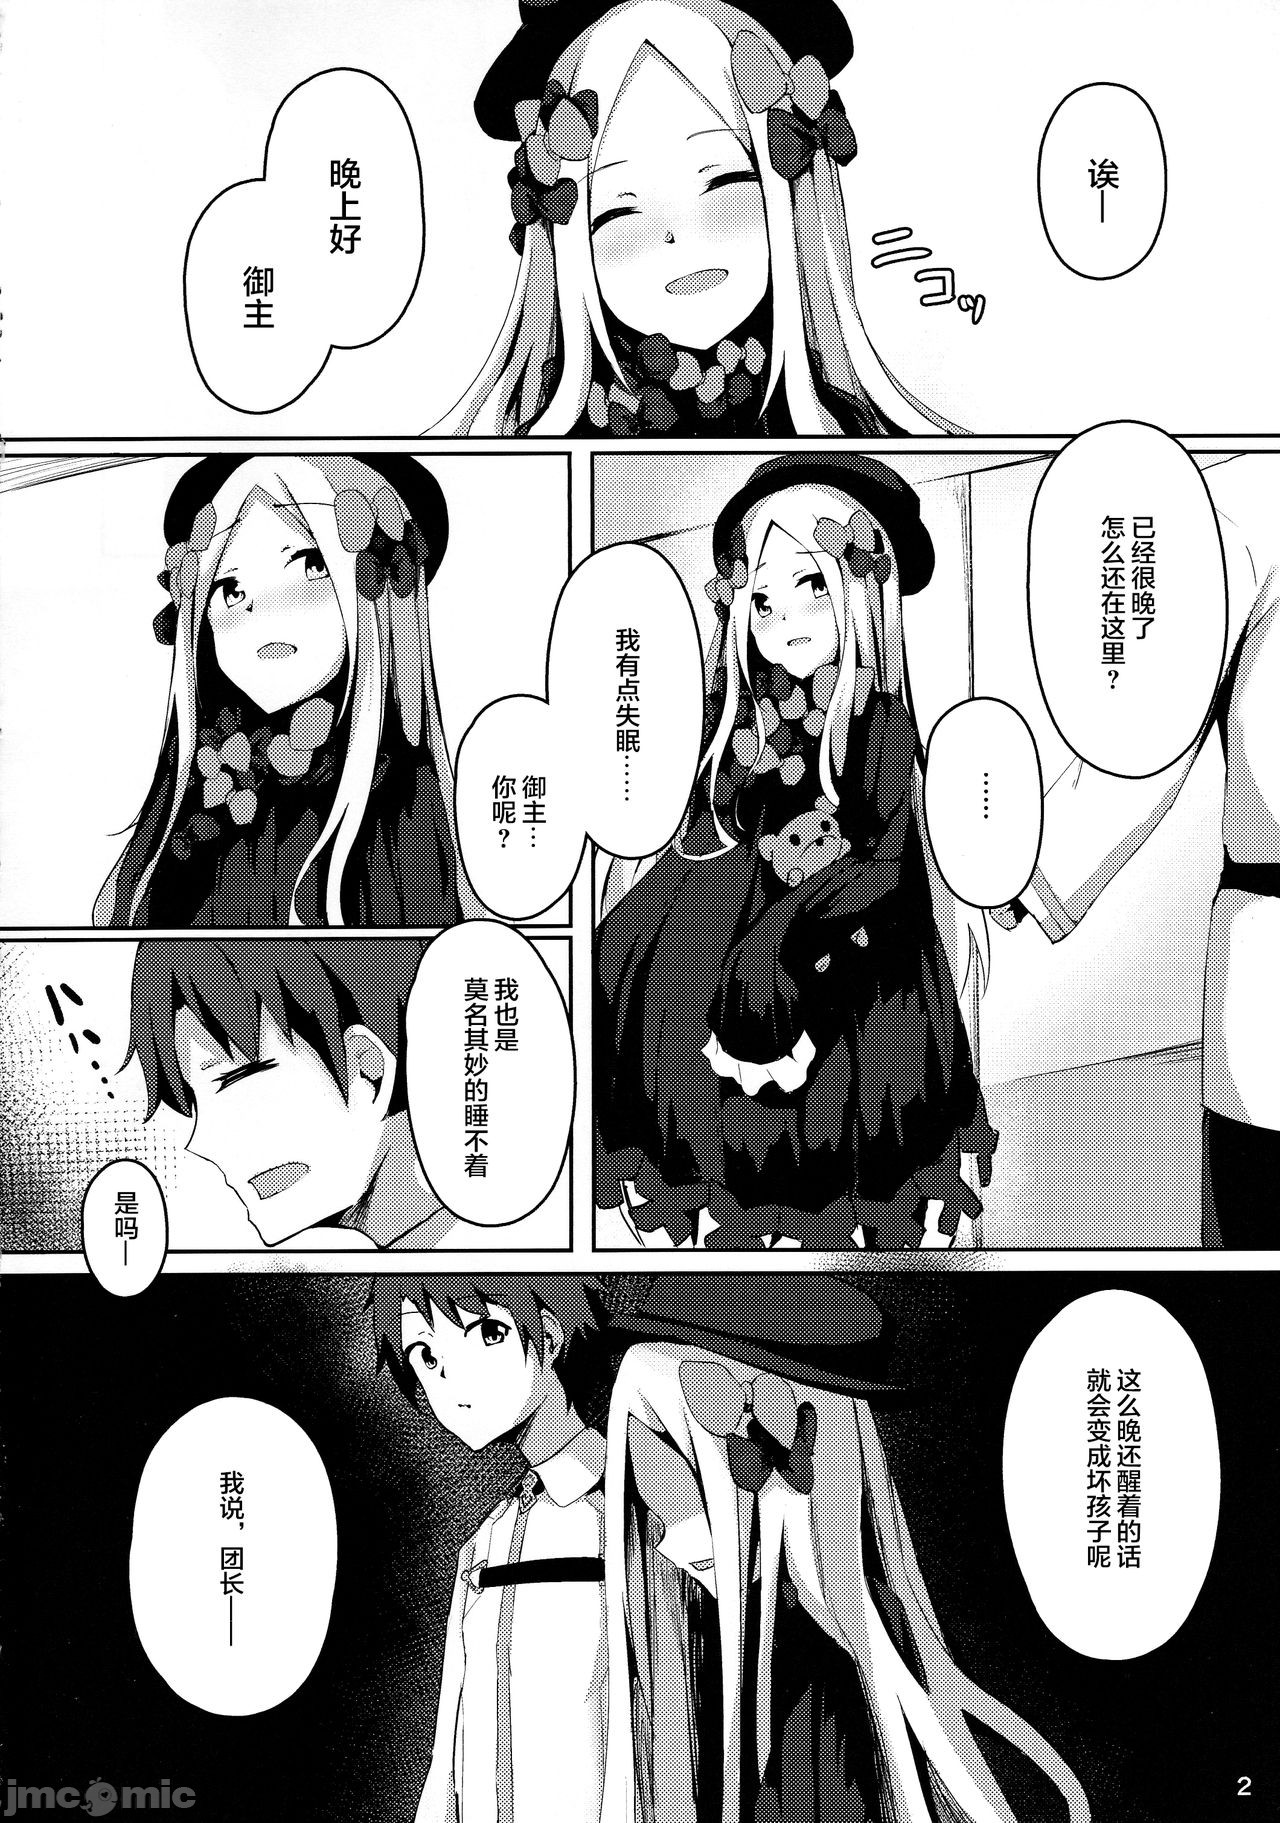 诶—
晚上好
御主
ニコッ
已经很晚了
怎么还在这里？
……
我有点失眠……
御主…
你呢？
我也是
莫名其妙的睡不着
ハハ…
是吗—
这么晚还醒着的话
就会变成坏孩子呢
我说，团长——
2
jmcomic